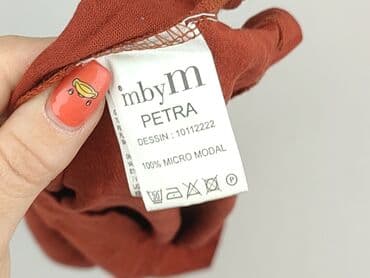 mbyM
PETRA
DESSIN: 10112222
100% MICRO MODAL
P